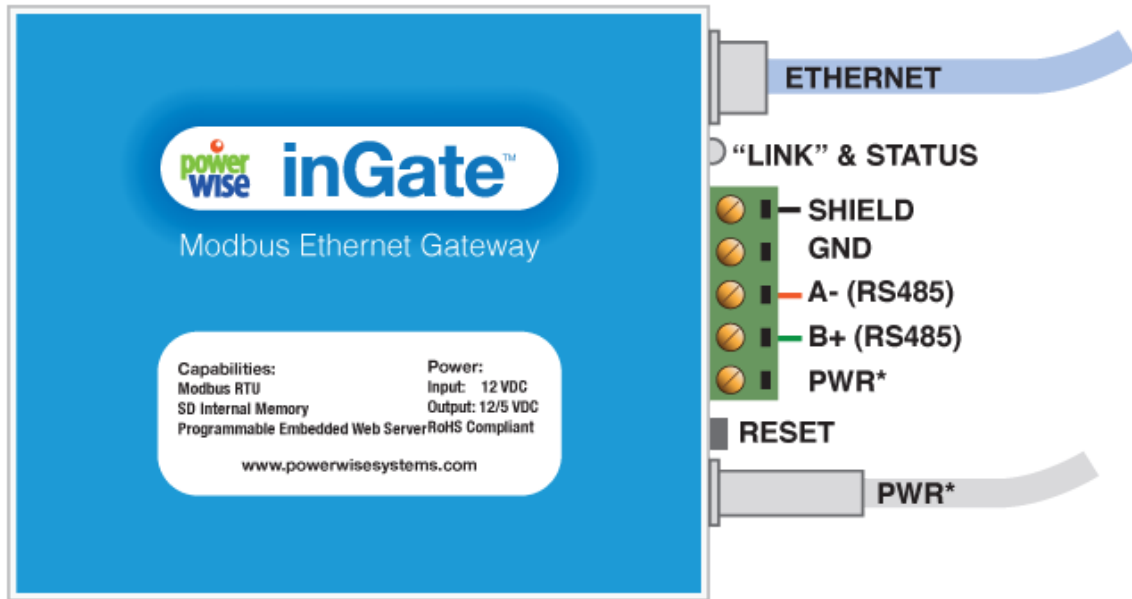 power wise inGate™
Modbus Ethernet Gateway
Capabilities:
Modbus RTU
SD Internal Memory
Programmable Embedded Web Server
Power:
Input: 12 VDC
Output: 12/5 VDC
RoHS Compliant
www.powerwisesystems.com
ETHERNET
“LINK” & STATUS
SHIELD
GND
A- (RS485)
B+ (RS485)
PWR*
RESET
PWR*